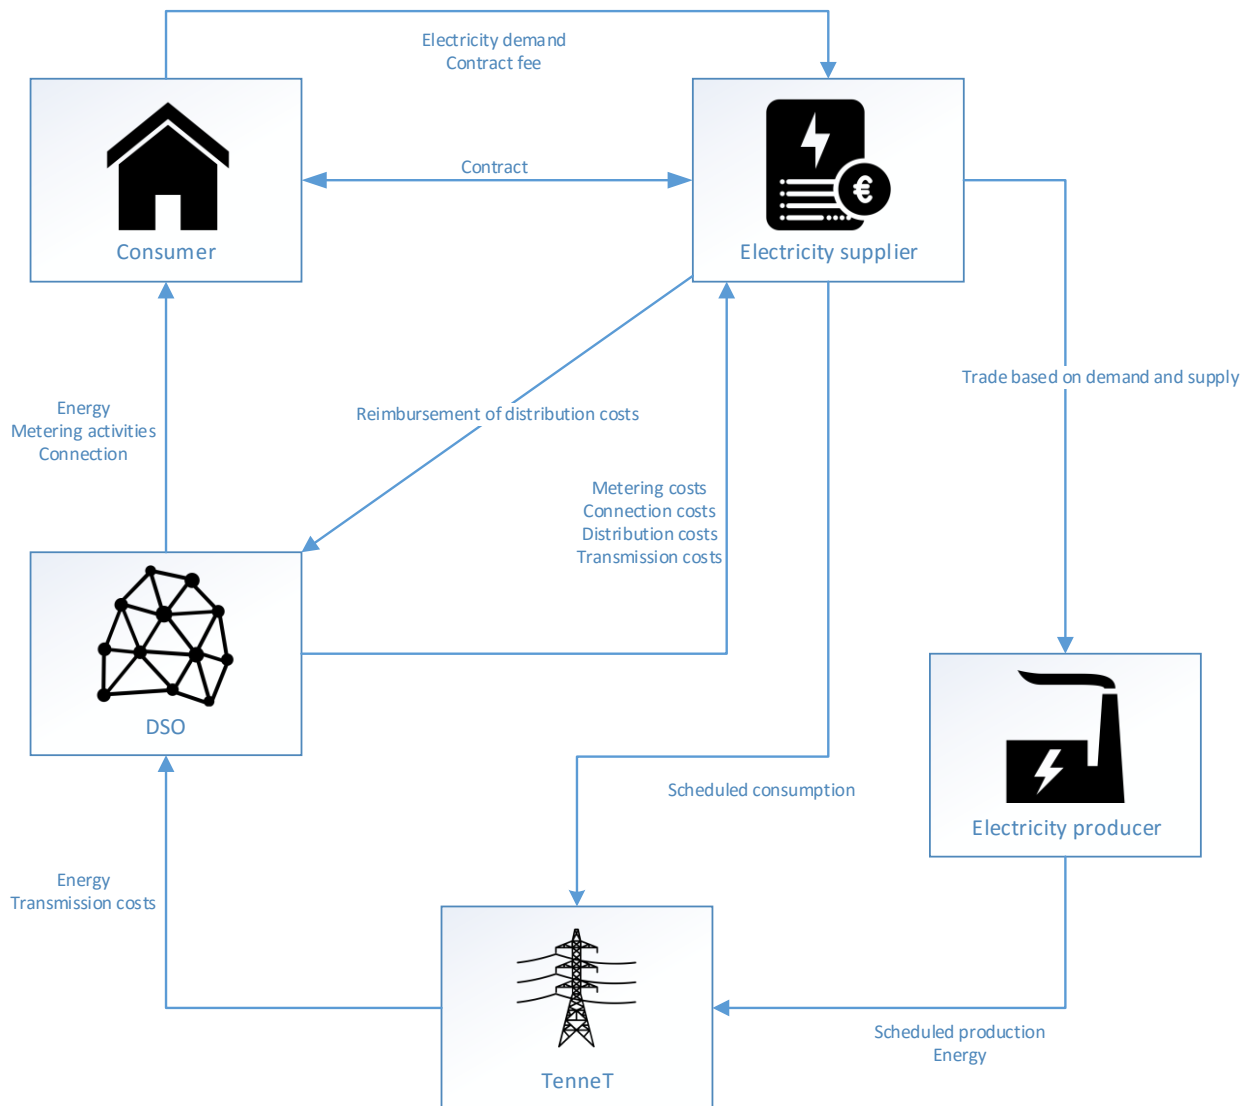 Electricity demand
Contract fee
Contract
Consumer
Electricity supplier
Trade based on demand and supply
Reimbursement of distribution costs
Energy
Metering activities
Connection
Metering costs
Connection costs
Distribution costs
Transmission costs
DSO
Scheduled consumption
Electricity producer
Energy
Transmission costs
Scheduled production
Energy
TenneT